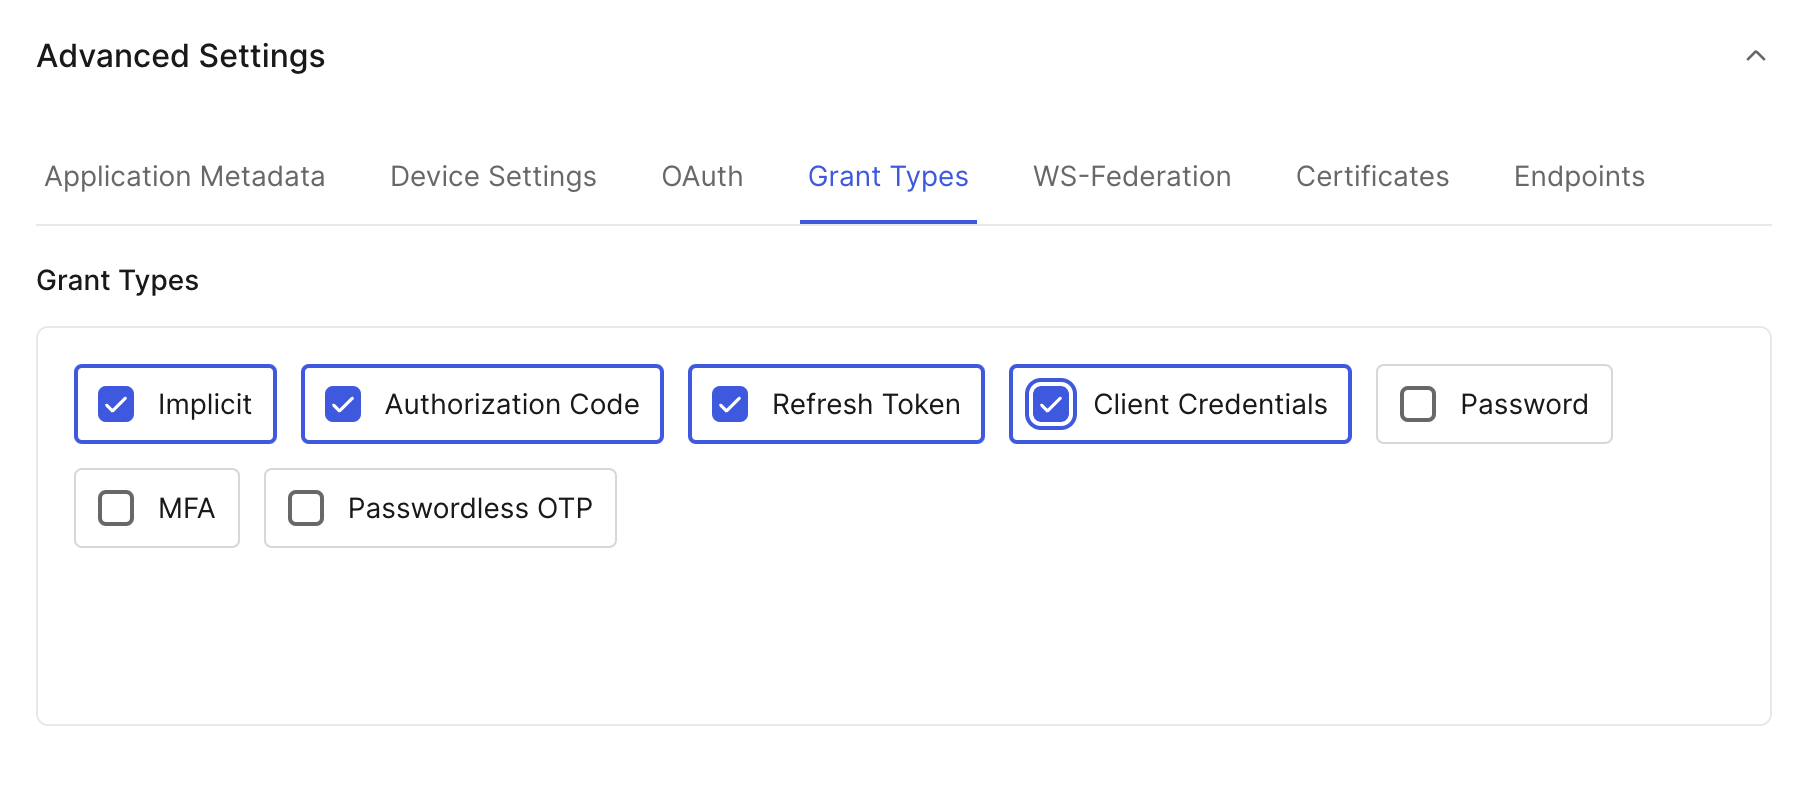 Advanced Settings
Application Metadata Device Settings OAuth Grant Types WS-Federation Certificates Endpoints
Grant Types
Implicit Authorization Code Refresh Token Client Credentials Password
MFA Passwordless OTP